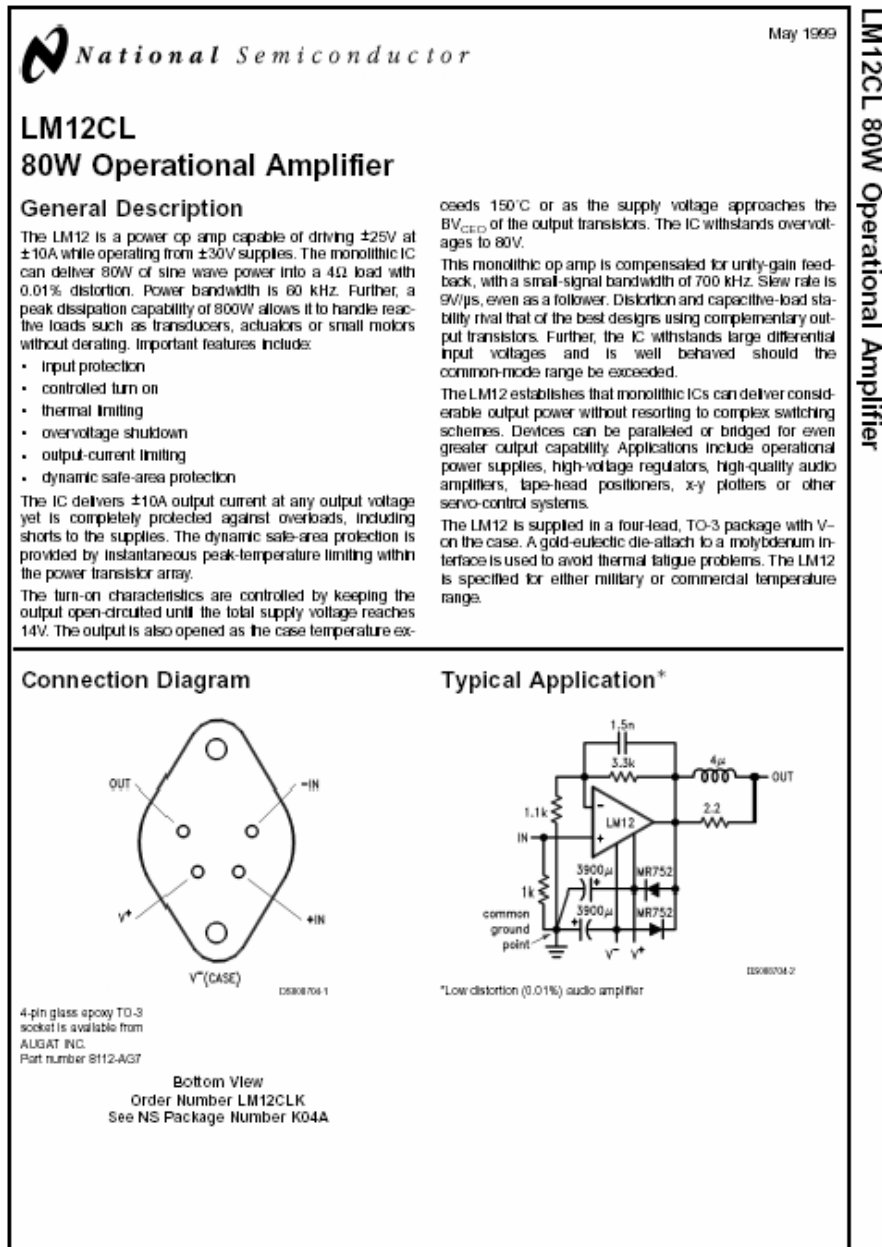 National Semiconductor
May 1999
LM12CL 80W Operational Amplifier
LM12CL
80W Operational Amplifier
General Description
The LM12 is a power op amp capable of driving ±25V at
±10A while operating from ±30V supplies. The monolithic IC
can deliver 80W of sine wave power into a 4Ω load with
0.01% distortion. Power bandwidth is 60 kHz. Further, a
peak dissipation capability of 800W allows it to handle reac-
tive loads such as transducers, actuators or small motors
without derating. Important features include:
• input protection
• controlled turn on
• thermal limiting
• overvoltage shutdown
• output-current limiting
• dynamic safe-area protection
The IC delivers ±10A output current at any output voltage
yet is completely protected against overloads, including
shorts to the supplies. The dynamic safe-area protection is
provided by instantaneous peak-temperature limiting within
the power transistor array.
The turn-on characteristics are controlled by keeping the
output open-circuited until the total supply voltage reaches
14V. The output is also opened as the case temperature ex-
ceeds 150°C or as the supply voltage approaches the
BVCEO of the output transistors. The IC withstands overvolt-
ages to 80V.
This monolithic op amp is compensated for unity-gain feed-
back, with a small-signal bandwidth of 700 kHz. Slew rate is
9V/µs, even as a follower. Distortion and capacitive-load sta-
bility rival that of the best designs using complementary out-
put transistors. Further, the IC withstands large differential
input voltages and is well behaved should the
common-mode range be exceeded.
The LM12 establishes that monolithic ICs can deliver consid-
erable output power without resorting to complex switching
schemes. Devices can be paralleled or bridged for even
greater output capability. Applications include operational
power supplies, high-voltage regulators, high-quality audio
amplifiers, tape-head positioners, x-y plotters or other
servo-control systems.
The LM12 is supplied in a four-lead, TO-3 package with V−
on the case. A gold-eutectic die-attach to a molybdenum in-
terface is used to avoid thermal fatigue problems. The LM12
is specified for either military or commercial temperature
range.
Connection Diagram
OUT
−IN
V+
+IN
V−(CASE)
DS008704-1
4-pin glass epoxy TO-3
socket is available from
AUGAT INC.
Part number 8112-AG7
Bottom View
Order Number LM12CLK
See NS Package Number K04A
Typical Application*
1.5n
3.3k
4µ
OUT
1.1k
LM12
2.2
IN
−
+
3900µ
+
MR752
1k
3900µ
+
MR752
common
ground
point
V−
V+
DS008704-2
*Low distortion (0.01%) audio amplifier